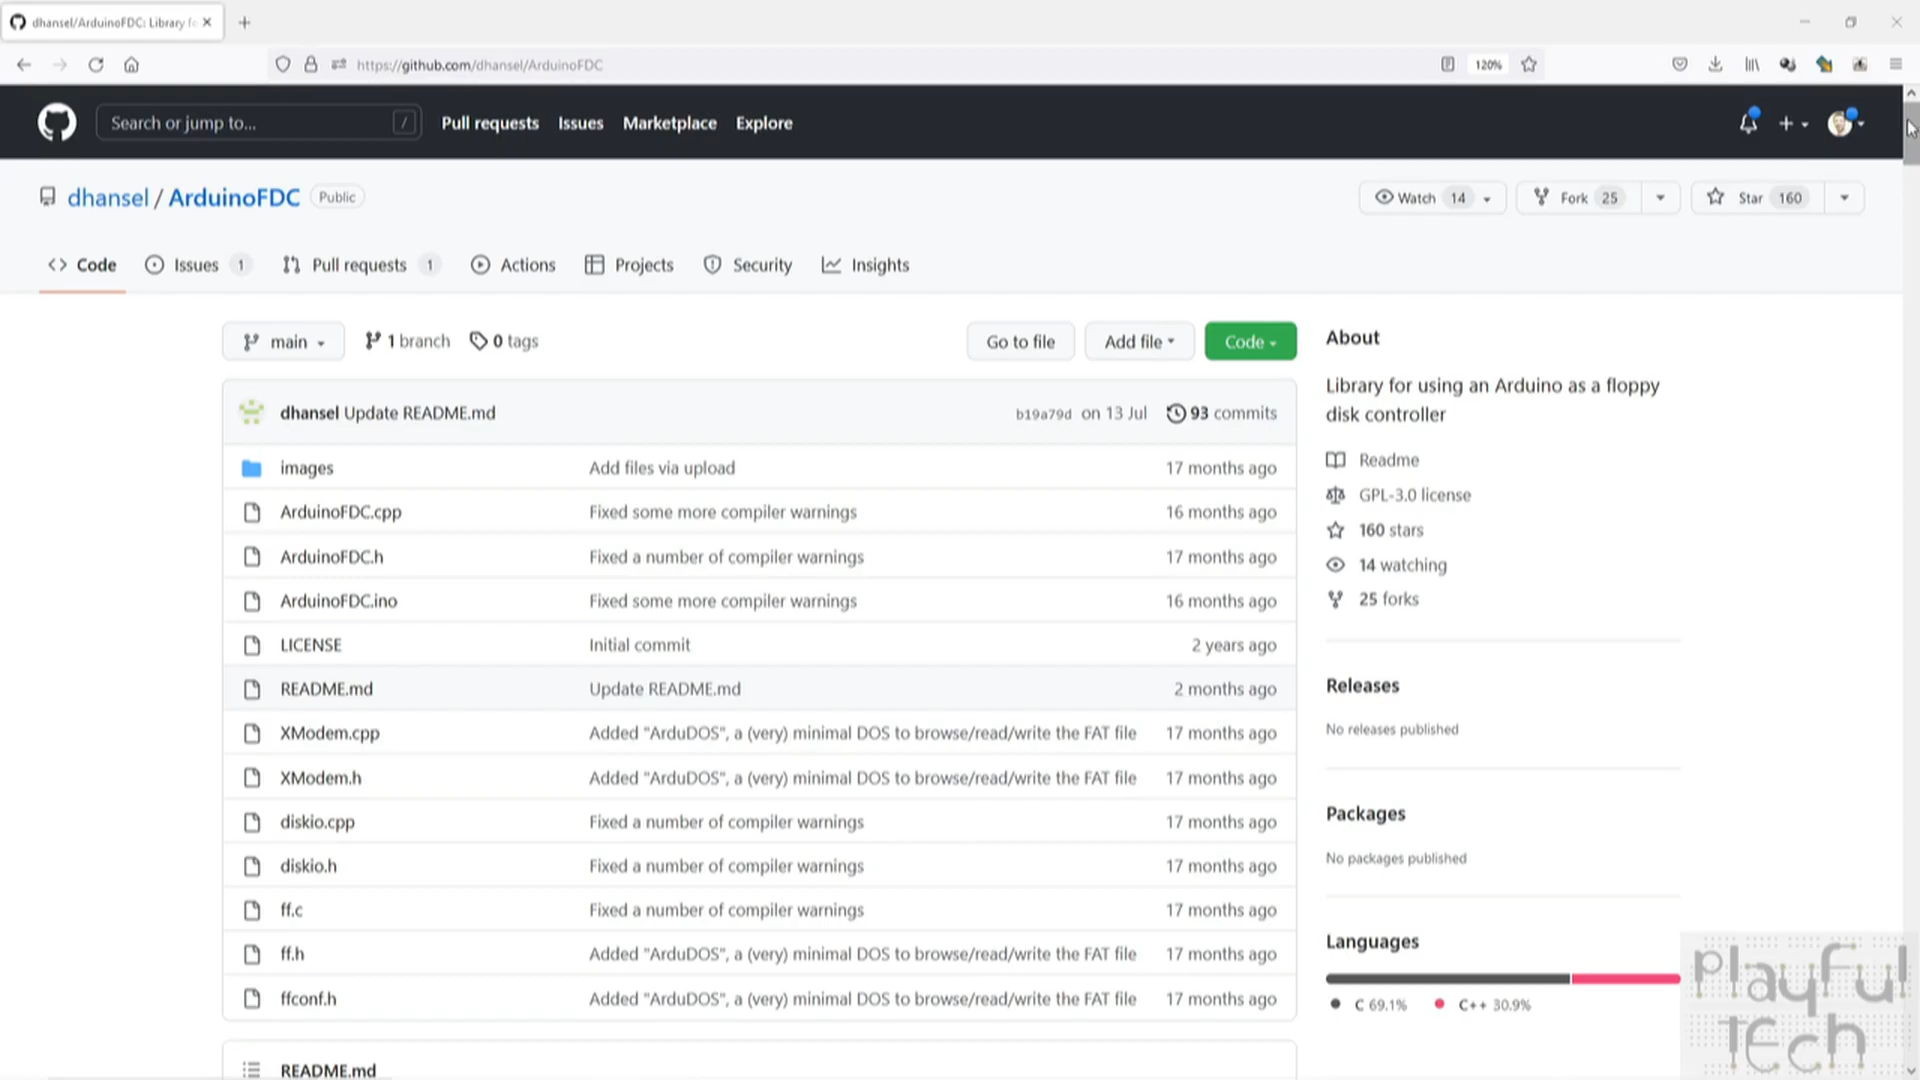 dhansel/ArduinoFDC: Library fo
https://github.com/dhansel/ArduinoFDC
120%
Search or jump to...
/
Pull requests
Issues
Marketplace
Explore
dhansel / ArduinoFDC
Public
Watch 14
Fork 25
Star 160
Code
Issues 1
Pull requests 1
Actions
Projects
Security
Insights
main
1 branch
0 tags
Go to file
Add file
Code
dhansel Update README.md
b19a79d on 13 Jul
93 commits
images Add files via upload 17 months ago
ArduinoFDC.cpp Fixed some more compiler warnings 16 months ago
ArduinoFDC.h Fixed a number of compiler warnings 17 months ago
ArduinoFDC.ino Fixed some more compiler warnings 16 months ago
LICENSE Initial commit 2 years ago
README.md Update README.md 2 months ago
XModem.cpp Added "ArduDOS", a (very) minimal DOS to browse/read/write the FAT file 17 months ago
XModem.h Added "ArduDOS", a (very) minimal DOS to browse/read/write the FAT file 17 months ago
diskio.cpp Fixed a number of compiler warnings 17 months ago
diskio.h Fixed a number of compiler warnings 17 months ago
ff.c Fixed a number of compiler warnings 17 months ago
ff.h Added "ArduDOS", a (very) minimal DOS to browse/read/write the FAT file 17 months ago
ffconf.h Added "ArduDOS", a (very) minimal DOS to browse/read/write the FAT file 17 months ago
README.md
About
Library for using an Arduino as a floppy
disk controller
Readme
GPL-3.0 license
160 stars
14 watching
25 forks
Releases
No releases published
Packages
No packages published
Languages
C 69.1%
C++ 30.9%
playful
tech